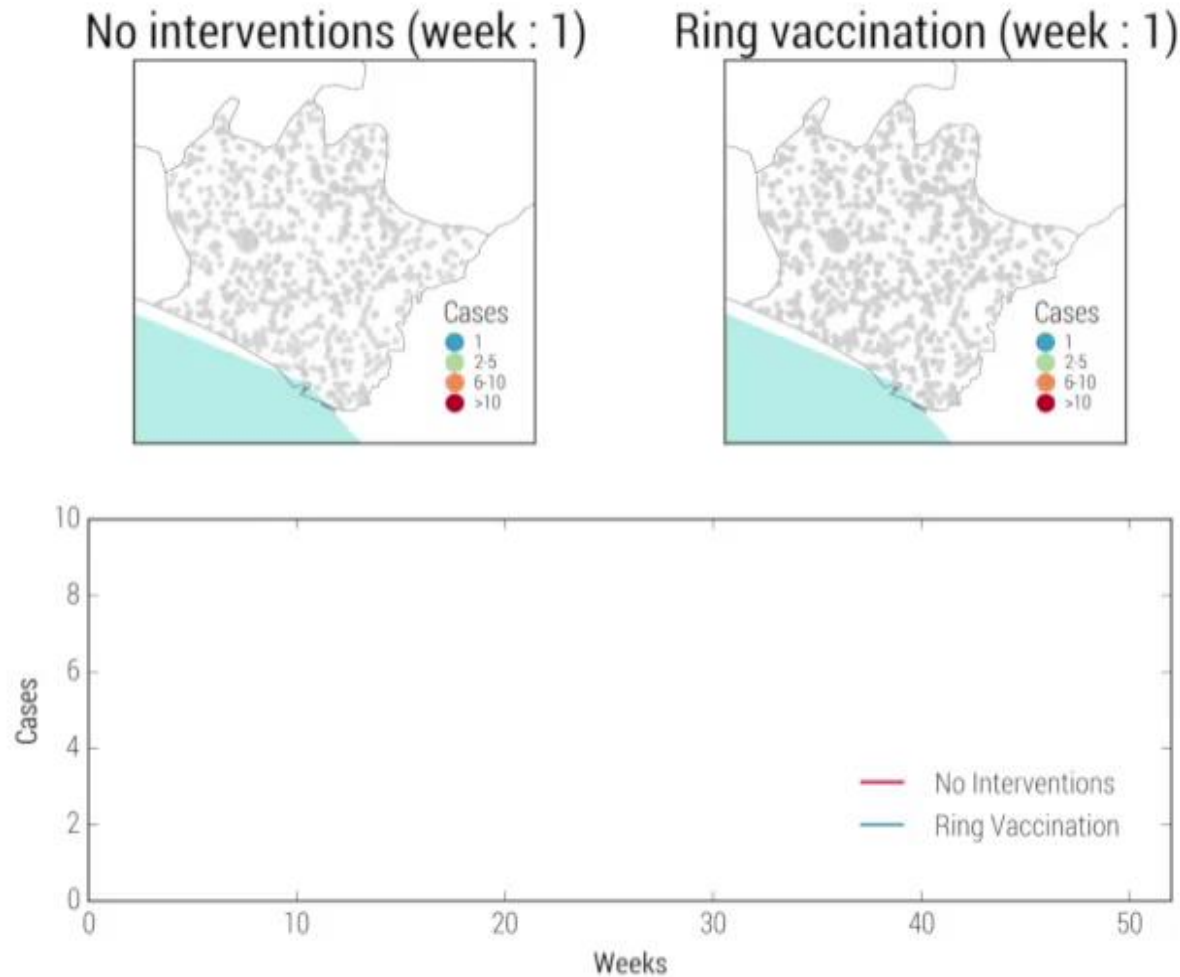 No interventions (week : 1)
Ring vaccination (week : 1)
Cases
1
2-5
6-10
>10
Cases
1
2-5
6-10
>10
10
8
6
4
2
0
Cases
No Interventions
Ring Vaccination
0 10 20 30 40 50
Weeks